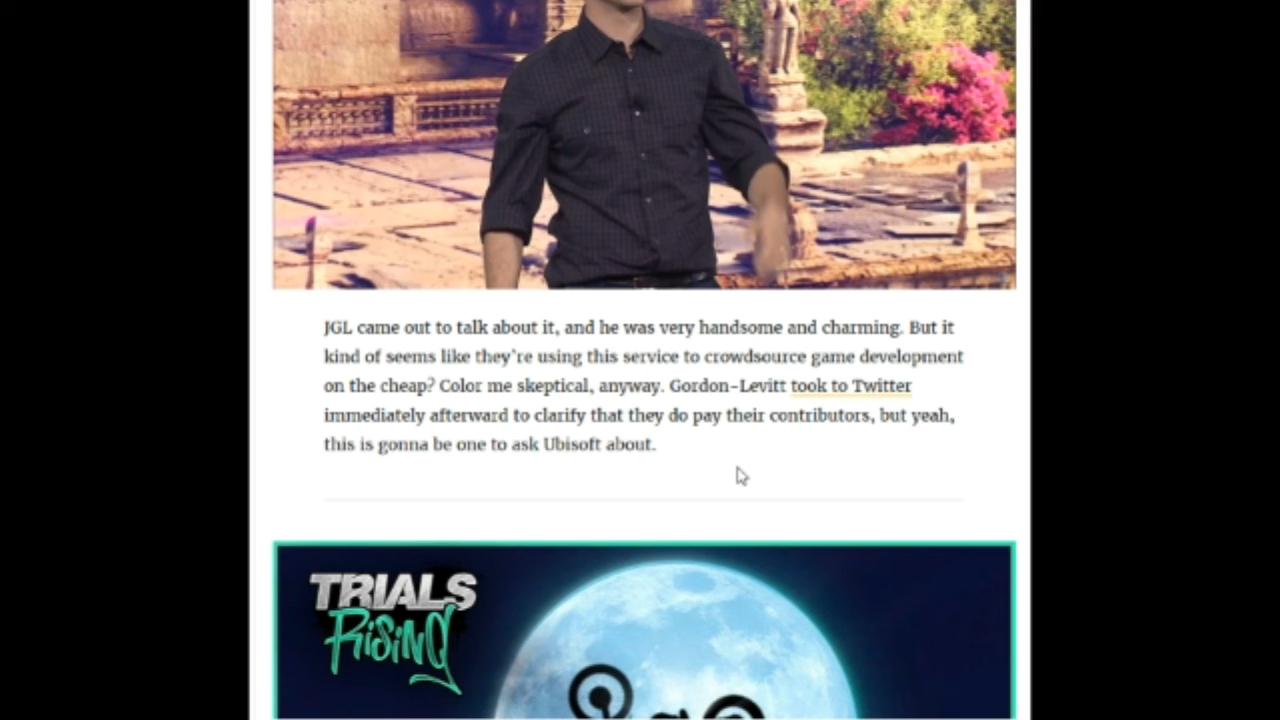 JGL came out to talk about it, and he was very handsome and charming. But it
kind of seems like they're using this service to crowdsource game development
on the cheap? Color me skeptical, anyway. Gordon-Levitt took to Twitter
immediately afterward to clarify that they do pay their contributors, but yeah,
this is gonna be one to ask Ubisoft about.
TRIALS
RiSiNG